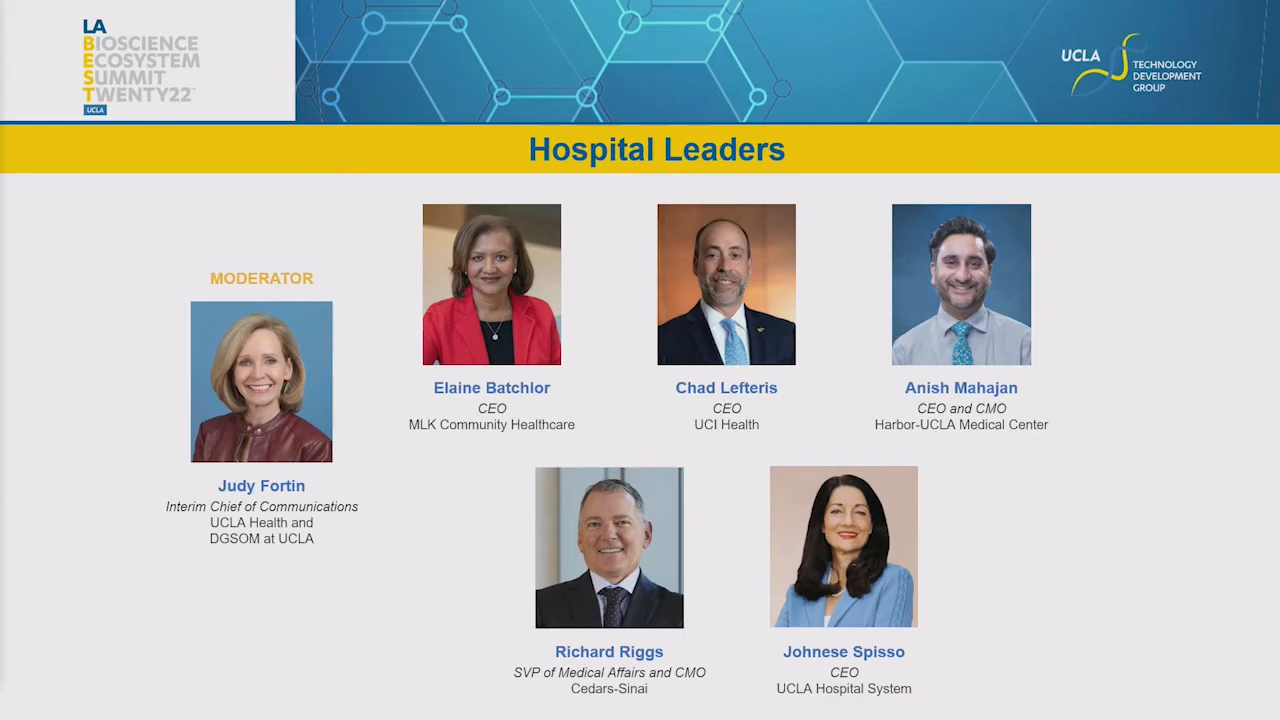 LA
BIOSCIENCE
ECOSYSTEM
SUMMIT
TWENTY22™
UCLA
UCLA
TECHNOLOGY
DEVELOPMENT
GROUP
Hospital Leaders
MODERATOR
Judy Fortin
Interim Chief of Communications
UCLA Health and
DGSOM at UCLA
Elaine Batchlor
CEO
MLK Community Healthcare
Chad Lefteris
CEO
UCI Health
Anish Mahajan
CEO and CMO
Harbor-UCLA Medical Center
Richard Riggs
SVP of Medical Affairs and CMO
Cedars-Sinai
Johnese Spisso
CEO
UCLA Hospital System